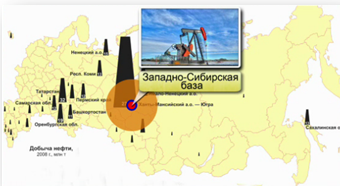 Ненецкий а.о.
Респ. Коми
Западно-Сибирская
база
Татарстан
Пермский край
Ненецкий а.о.
Самарская обл.
Ханты-Мансийский а.о. — Югра
Башкортостан
Оренбургская обл.
Сахалинская обл.
Добыча нефти,
2008 г., млн т